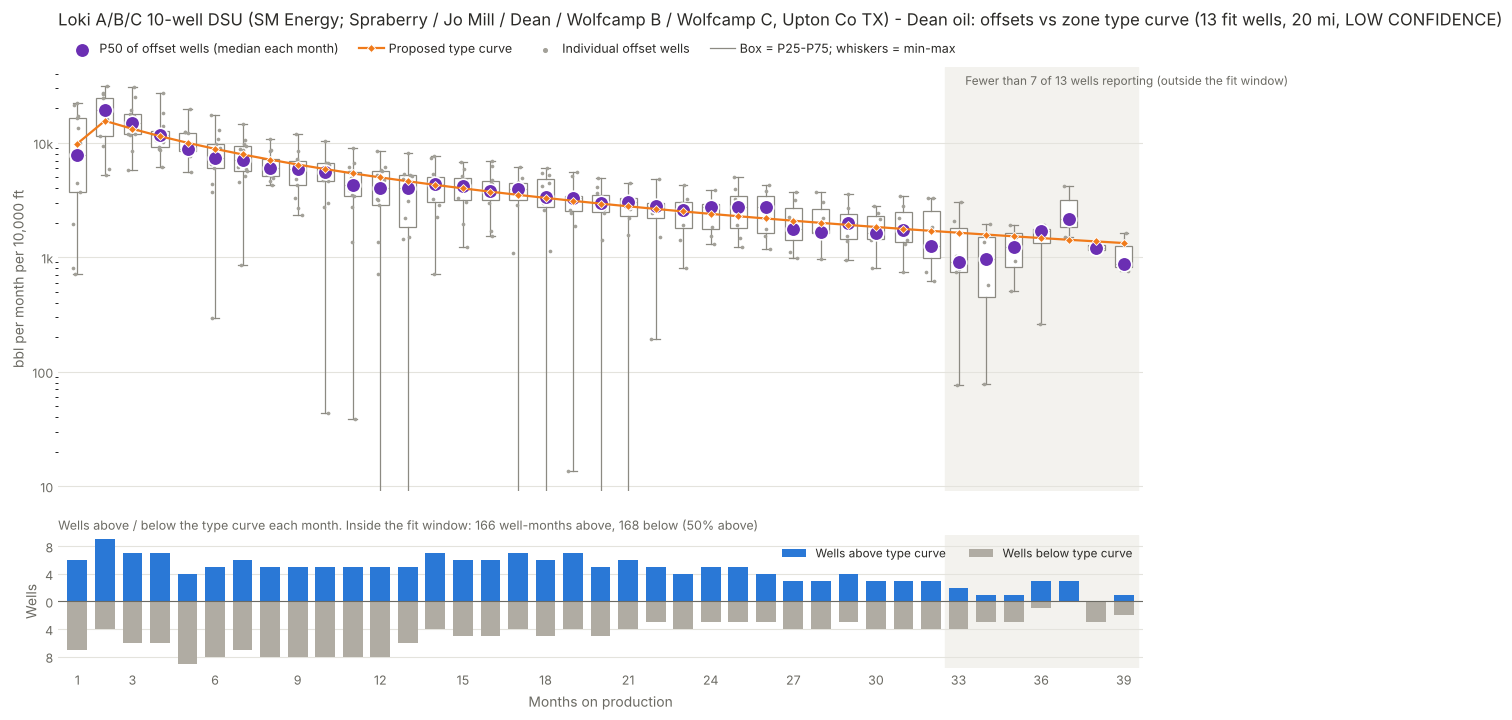 Loki A/B/C 10-well DSU (SM Energy; Spraberry / Jo Mill / Dean / Wolfcamp B / Wolfcamp C, Upton Co TX) - Dean oil: offsets vs zone type curve (13 fit wells, 20 mi, LOW CONFIDENCE)
P50 of offset wells (median each month)
Proposed type curve
Individual offset wells
Box = P25-P75; whiskers = min-max
Fewer than 7 of 13 wells reporting (outside the fit window)
bbl per month per 10,000 ft
10k
1k
100
10
Wells above / below the type curve each month. Inside the fit window: 166 well-months above, 168 below (50% above)
Wells above type curve
Wells below type curve
Wells
8
4
0
4
8
1 3 6 9 12 15 18 21 24 27 30 33 36 39
Months on production